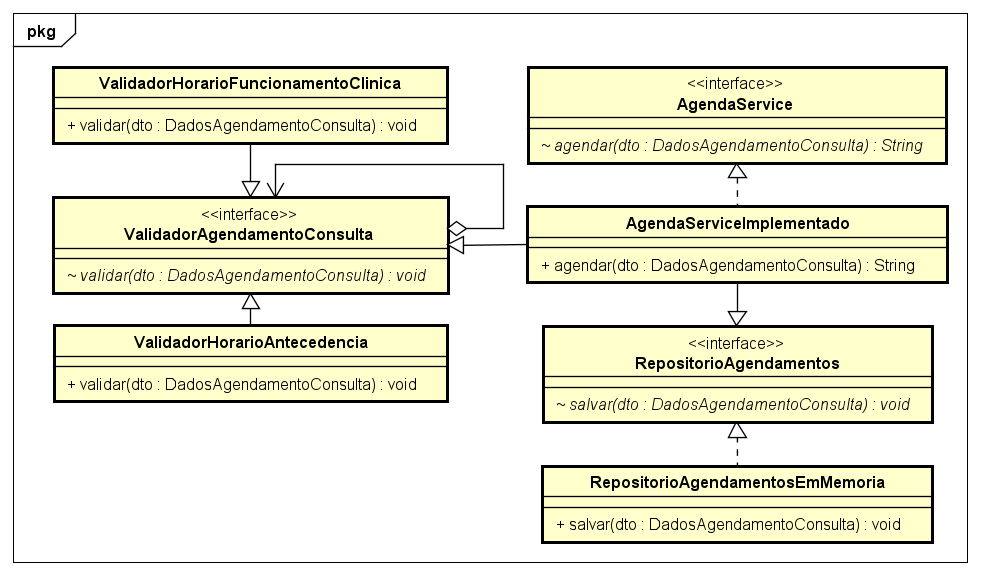 pkg
ValidadorHorarioFuncionamentoClinica
+ validar(dto : DadosAgendamentoConsulta) : void
<<interface>>
AgendaService
~ agendar(dto : DadosAgendamentoConsulta) : String
<<interface>>
ValidadorAgendamentoConsulta
~ validar(dto : DadosAgendamentoConsulta) : void
AgendaServiceImplementado
+ agendar(dto : DadosAgendamentoConsulta) : String
ValidadorHorarioAntecedencia
+ validar(dto : DadosAgendamentoConsulta) : void
<<interface>>
RepositorioAgendamentos
~ salvar(dto : DadosAgendamentoConsulta) : void
RepositorioAgendamentosEmMemoria
+ salvar(dto : DadosAgendamentoConsulta) : void